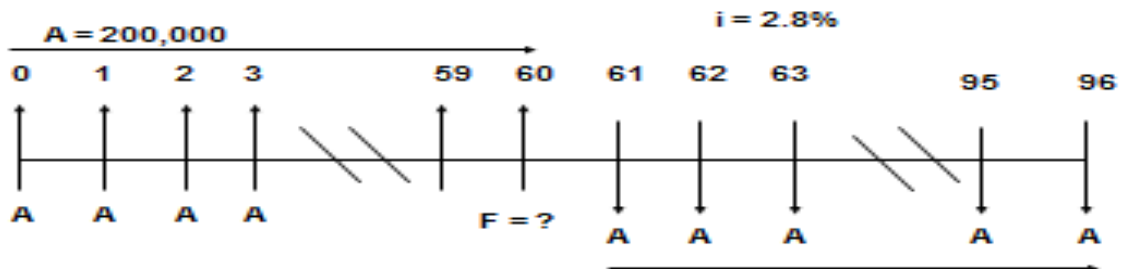 i = 2.8%
A = 200,000
0 1 2 3 59 60 61 62 63 95 96
A A A A F = ? A A A A A